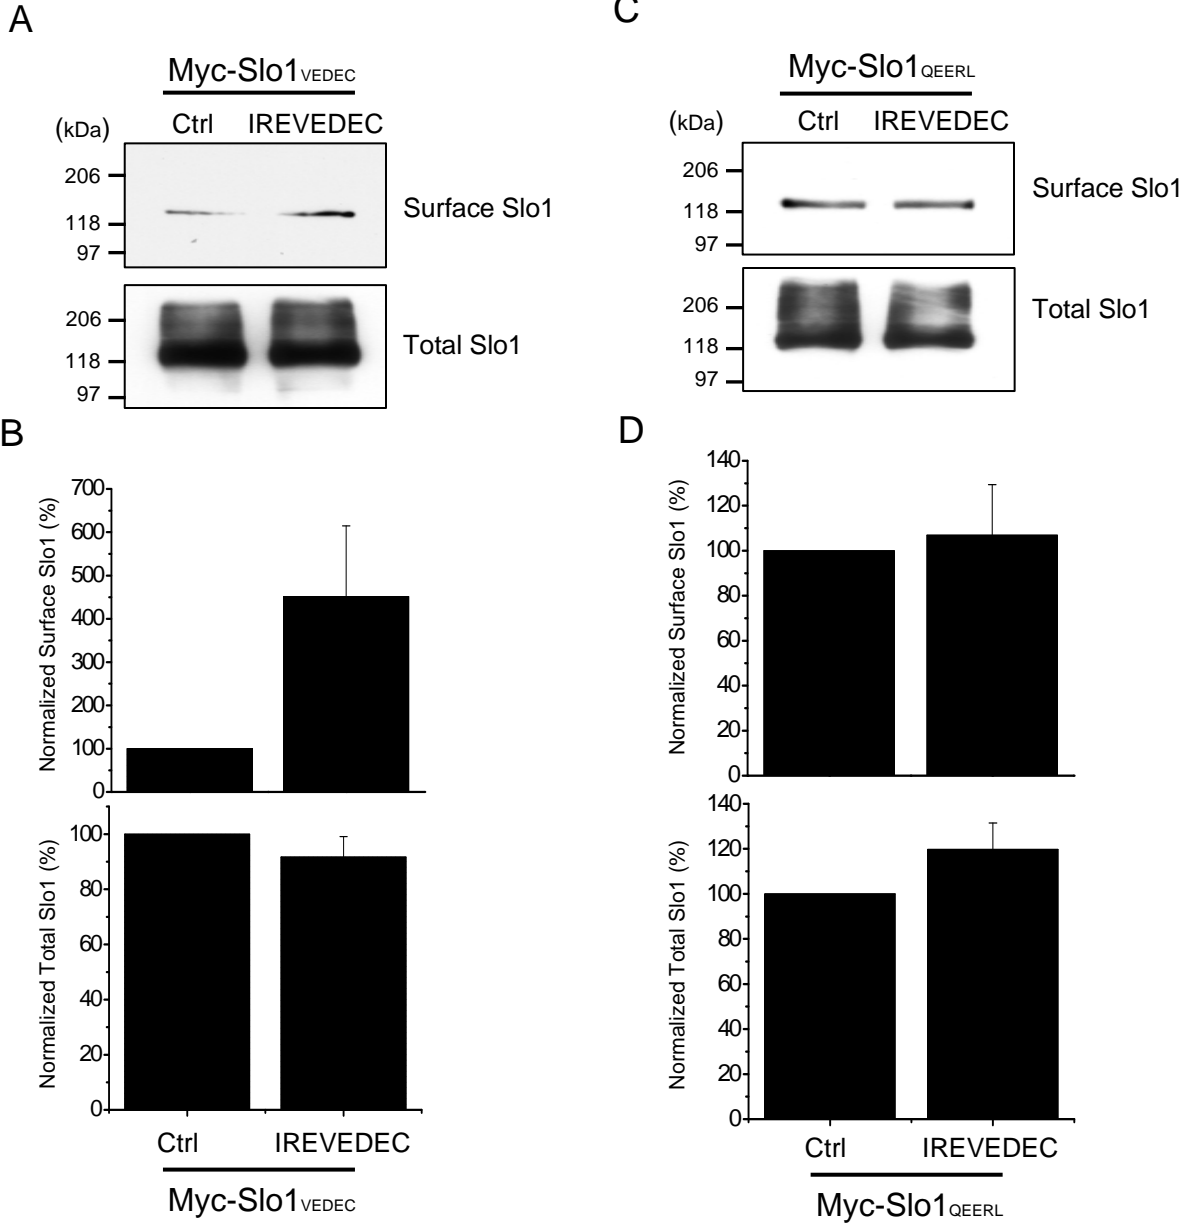 A
Myc-Slo1VEDEC
(kDa) Ctrl IREVEDEC
206
118
97
Surface Slo1
206
118
97
Total Slo1
B
Normalized Surface Slo1 (%)
700
600
500
400
300
200
100
0
Normalized Total Slo1 (%)
100
80
60
40
20
0
Ctrl IREVEDEC
Myc-Slo1VEDEC
C
Myc-Slo1QEERL
(kDa) Ctrl IREVEDEC
206
118
97
Surface Slo1
206
118
97
Total Slo1
D
Normalized Surface Slo1 (%)
140
120
100
80
60
40
20
0
Normalized Total Slo1 (%)
140
120
100
80
60
40
20
0
Ctrl IREVEDEC
Myc-Slo1QEERL